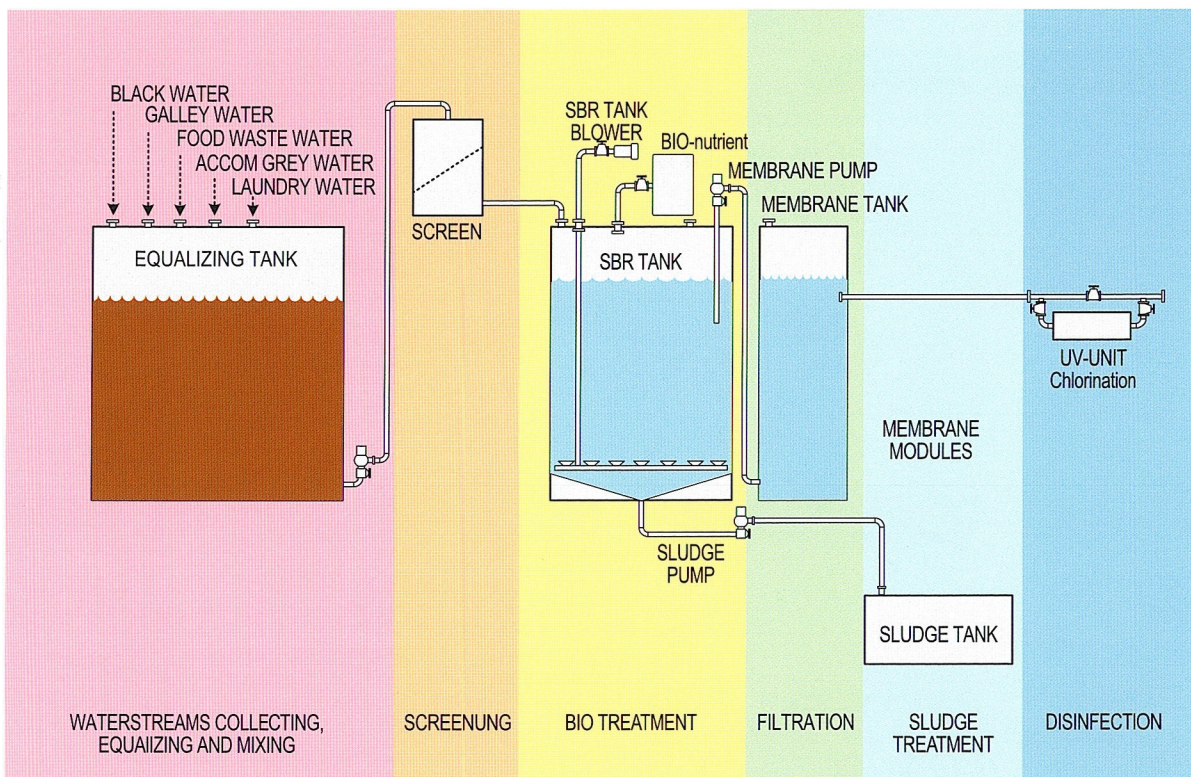 BLACK WATER
GALLEY WATER
FOOD WASTE WATER
ACCOM GREY WATER
LAUNDRY WATER
EQUALIZING TANK
SCREEN
SBR TANK
BLOWER
BIO-nutrient
MEMBRANE PUMP
MEMBRANE TANK
SBR TANK
UV-UNIT
Chlorination
MEMBRANE
MODULES
SLUDGE
PUMP
SLUDGE TANK
WATERSTREAMS COLLECTING,
EQUAIIZING AND MIXING
SCREENUNG
BIO TREATMENT
FILTRATION
SLUDGE
TREATMENT
DISINFECTION